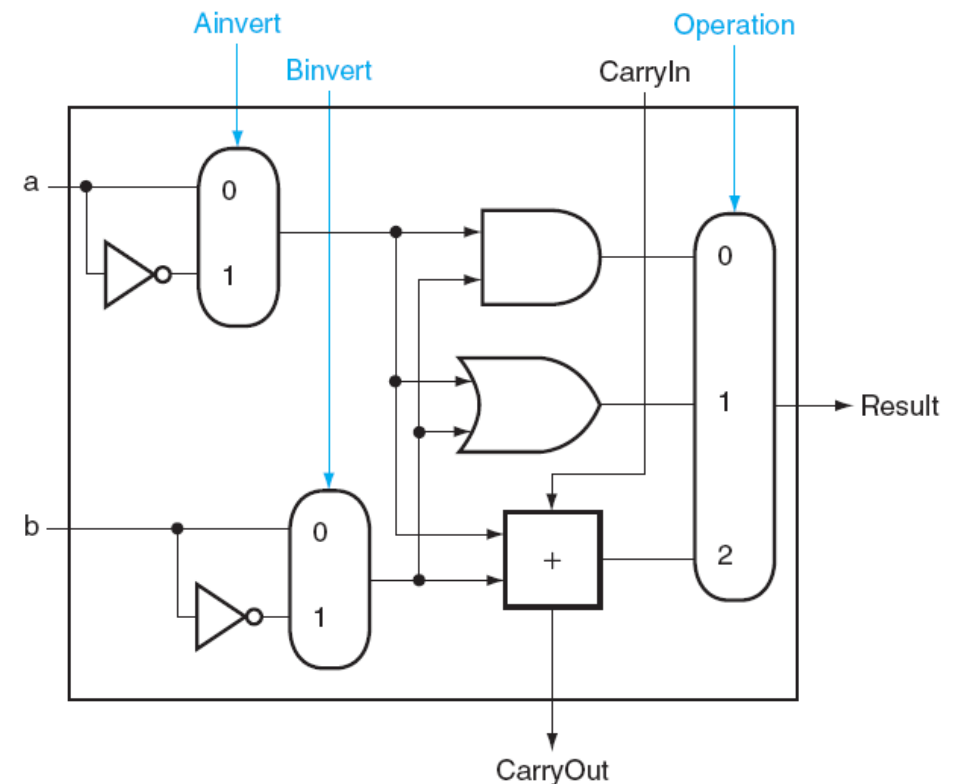 Ainvert
Operation
Binvert
CarryIn
a
0
1
0
1
Result
2
b
0
1
+
CarryOut